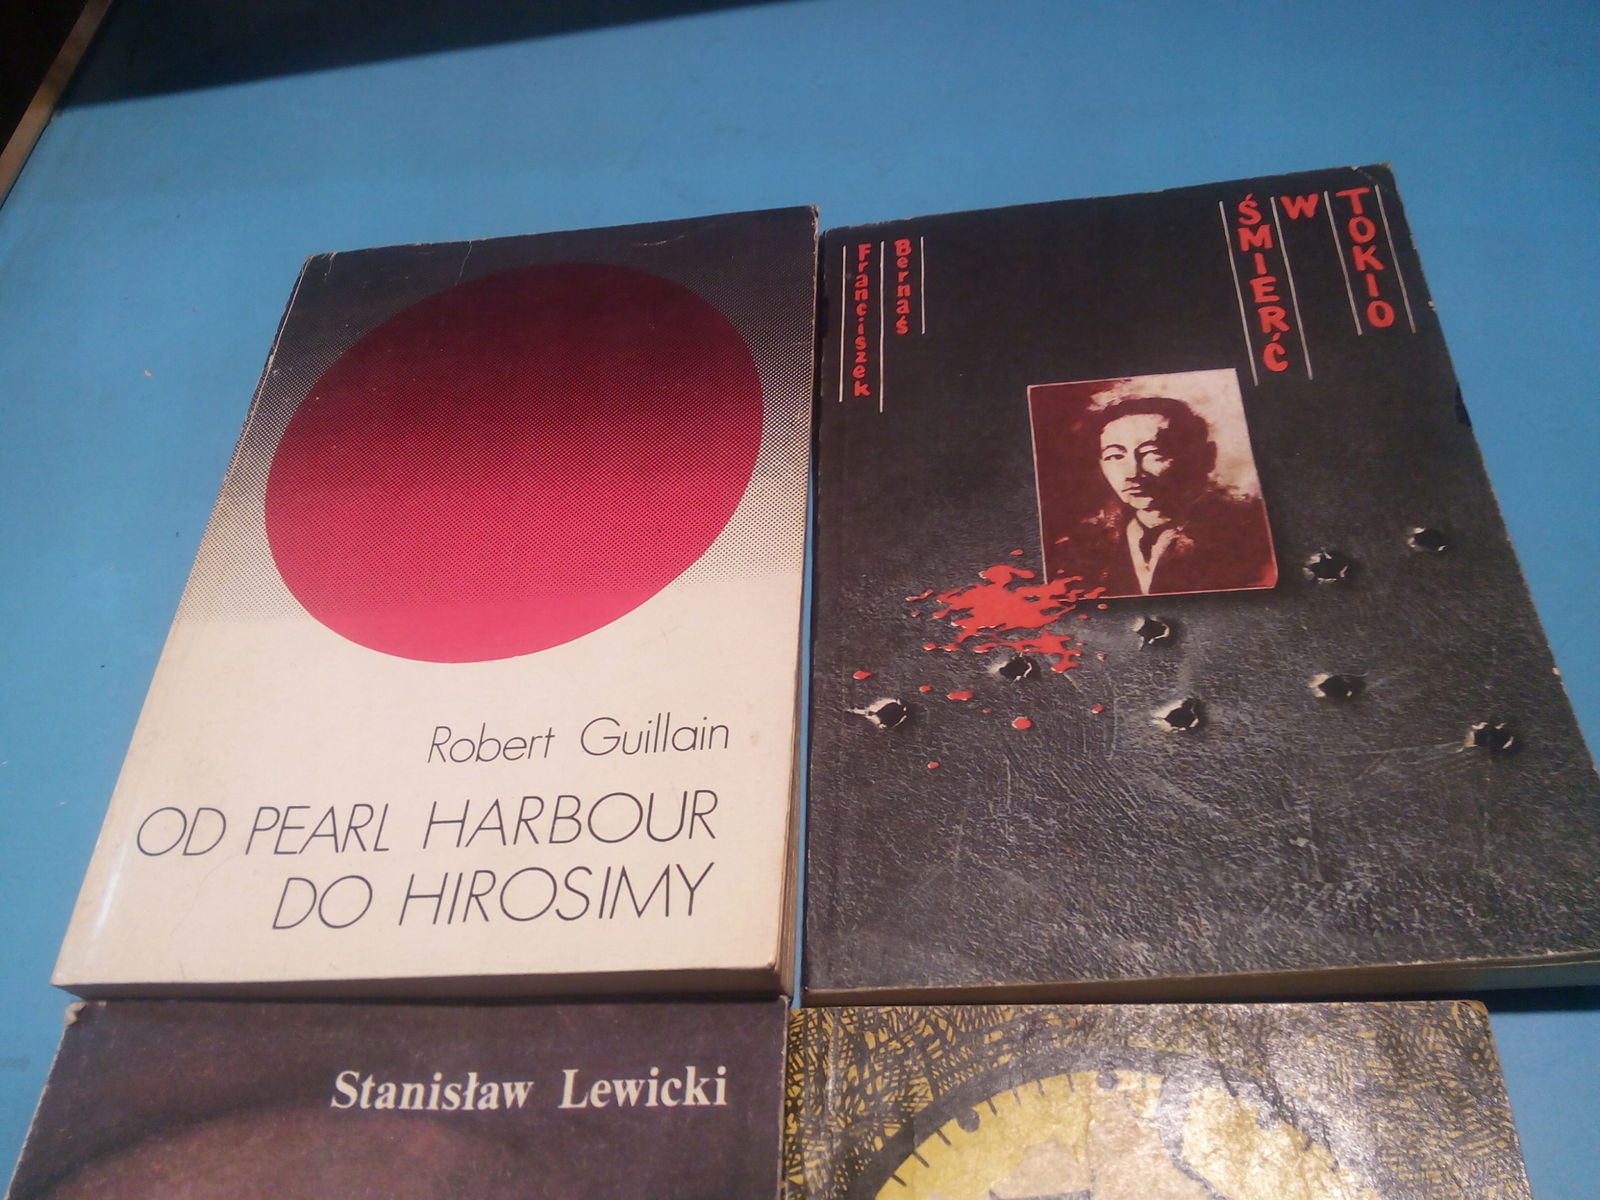 Robert Guillain
OD PEARL HARBOUR
DO HIROSIMY
Franciszek
Bernaś
ŚMIERĆ
W
TOKIO
Stanisław Lewicki